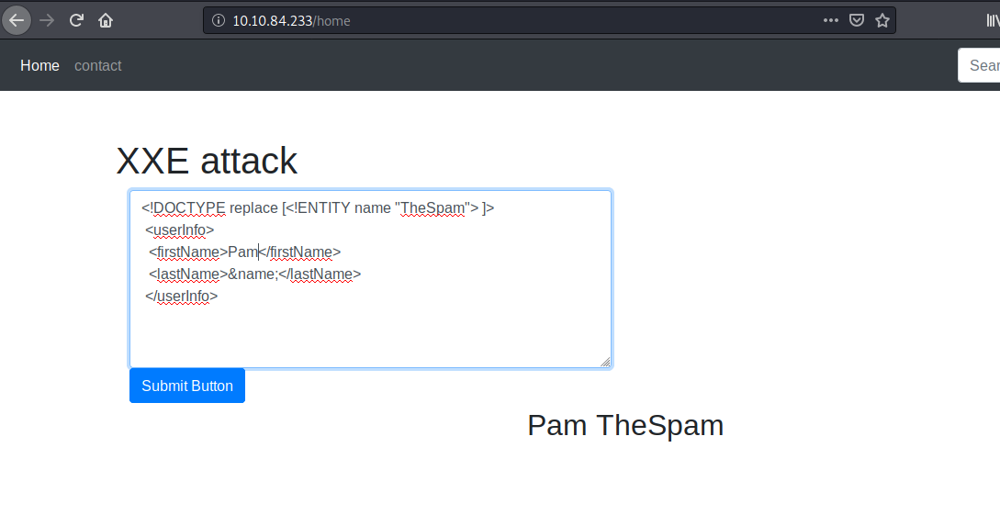 10.10.84.233/home
Home contact Sear
XXE attack
<!DOCTYPE replace [<!ENTITY name "TheSpam"> ]>
<userInfo>
<firstName>Pam</firstName>
<lastName>&name;</lastName>
</userInfo>
Submit Button
Pam TheSpam